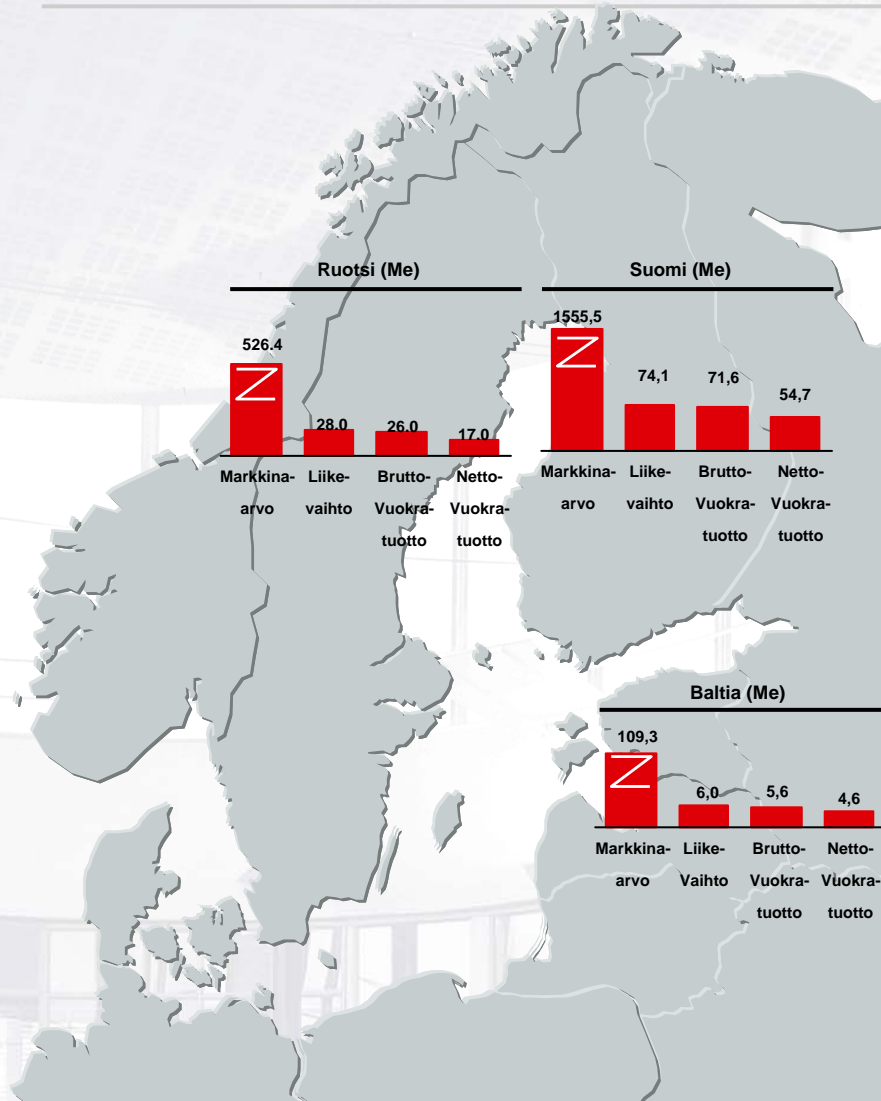 Ruotsi (Me)
526.4
28.0
26.0
17.0
Markkina-
arvo
Liike-
vaihto
Brutto-
Vuokra-
tuotto
Netto-
Vuokra-
tuotto
Suomi (Me)
1555,5
74,1
71,6
54,7
Markkina-
arvo
Liike-
vaihto
Brutto-
Vuokra-
tuotto
Netto-
Vuokra-
tuotto
Baltia (Me)
109,3
6,0
5,6
4,6
Markkina-
arvo
Liike-
Vaihto
Brutto-
Vuokra-
tuotto
Netto-
Vuokra-
tuotto